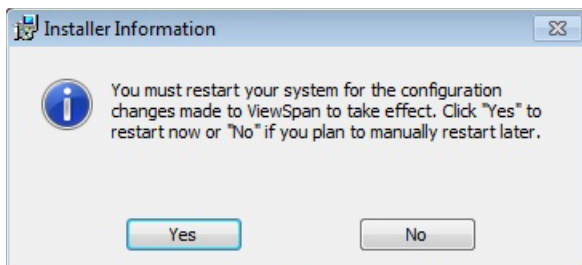 Installer Information
You must restart your system for the configuration
changes made to ViewSpan to take effect. Click "Yes" to
restart now or "No" if you plan to manually restart later.
Yes
No